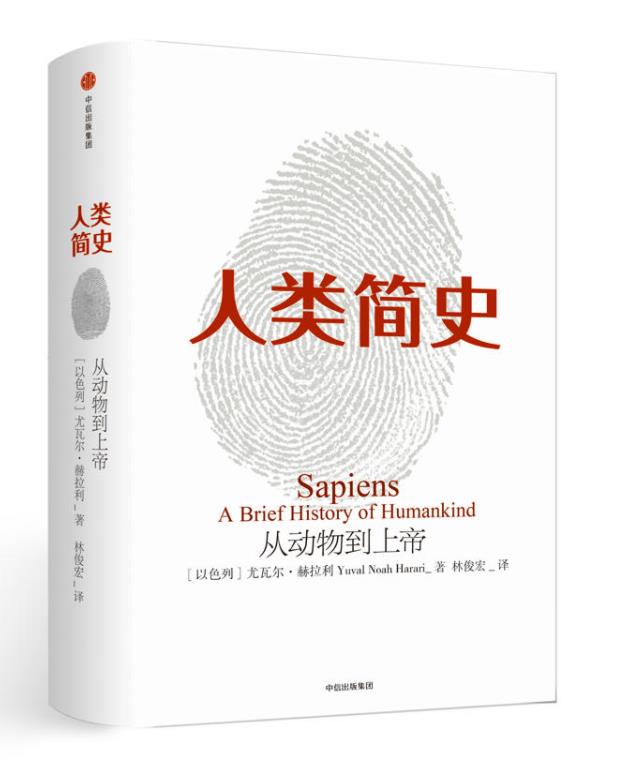 中信出版集团
人类
简史
从动物到上帝
[以色列]尤瓦尔·赫拉利_著 林俊宏_译
人类简史
Sapiens
A Brief History of Humankind
从动物到上帝
[以色列]尤瓦尔·赫拉利 Yuval Noah Harari_著 林俊宏_译
中信出版集团